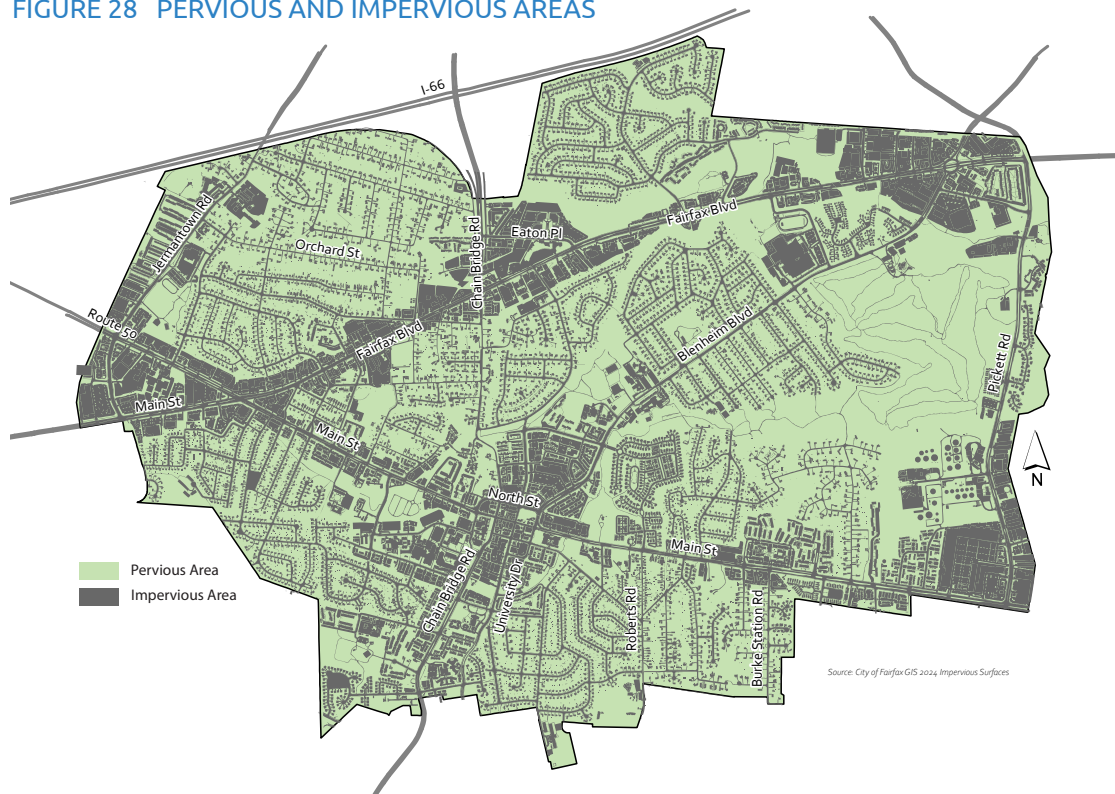 FIGURE 28 PERVIOUS AND IMPERVIOUS AREAS
I-66
Jermantown Rd
Orchard St
Chain Bridge Rd
Eaton Pl
Fairfax Blvd
Route 50
Fairfax Blvd
Blenheim Blvd
Pickett Rd
Main St
Main St
North St
Main St
N
Chain Bridge Rd
University Dr
Roberts Rd
Burke Station Rd
Pervious Area
Impervious Area
Source: City of Fairfax GIS 2024 Impervious Surfaces